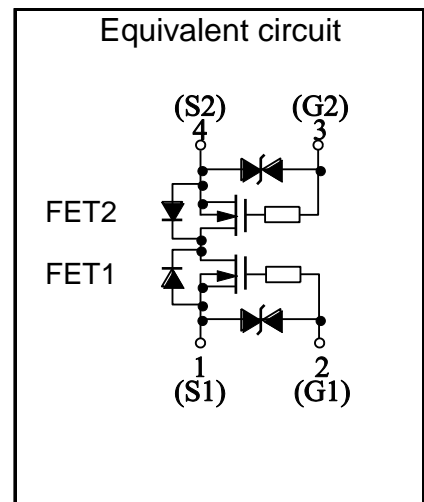 Equivalent circuit
(S2) (G2)
4 3
FET2
FET1
1 2
(S1) (G1)